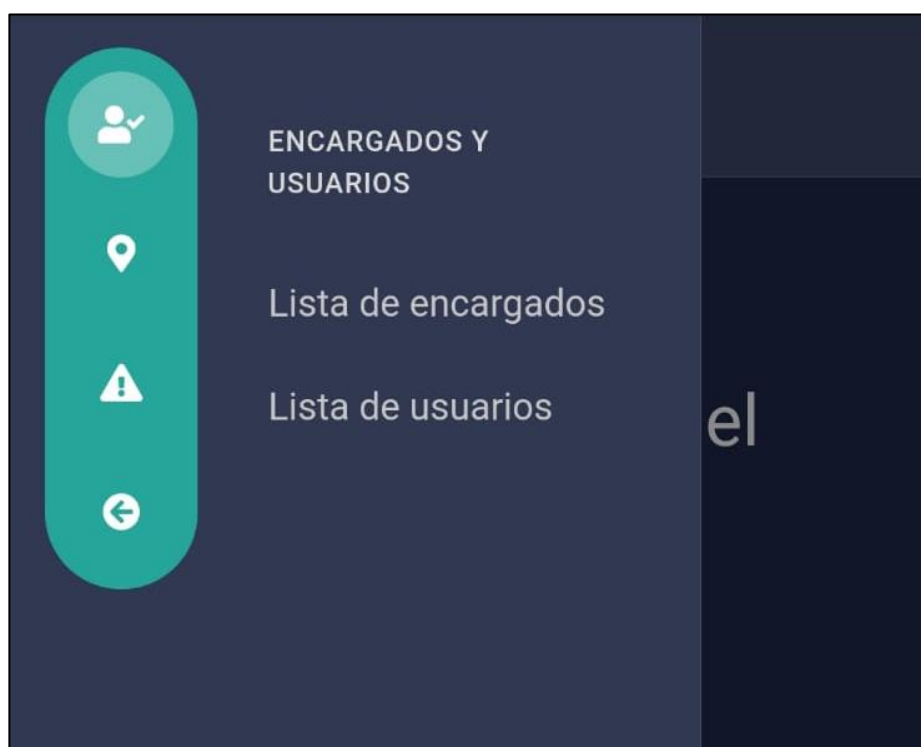 ENCARGADOS Y
USUARIOS
Lista de encargados
Lista de usuarios
el